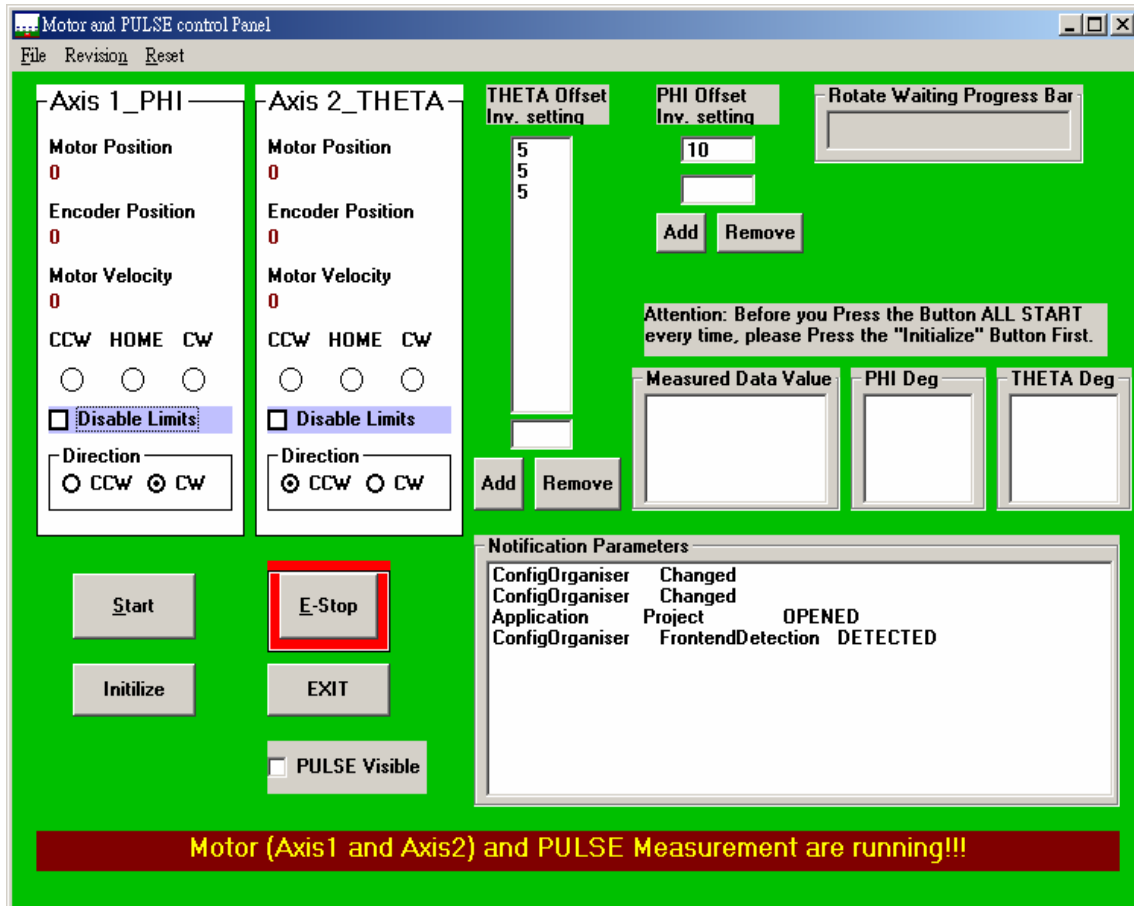 Motor and PULSE control Panel
File Revision Reset
Axis 1_PHI
Motor Position
0
Encoder Position
0
Motor Velocity
0
CCW HOME CW
Disable Limits
Direction
CCW CW
Axis 2_THETA
Motor Position
0
Encoder Position
0
Motor Velocity
0
CCW HOME CW
Disable Limits
Direction
CCW CW
THETA Offset
Inv. setting
5
5
5
Add Remove
PHI Offset
Inv. setting
10
Add Remove
Rotate Waiting Progress Bar
Attention: Before you Press the Button ALL START
every time, please Press the "Initialize" Button First.
Measured Data Value
PHI Deg
THETA Deg
Start
E-Stop
Initilize
EXIT
PULSE Visible
Notification Parameters
ConfigOrganiser Changed
ConfigOrganiser Changed
Application Project OPENED
ConfigOrganiser FrontendDetection DETECTED
Motor (Axis1 and Axis2) and PULSE Measurement are running!!!